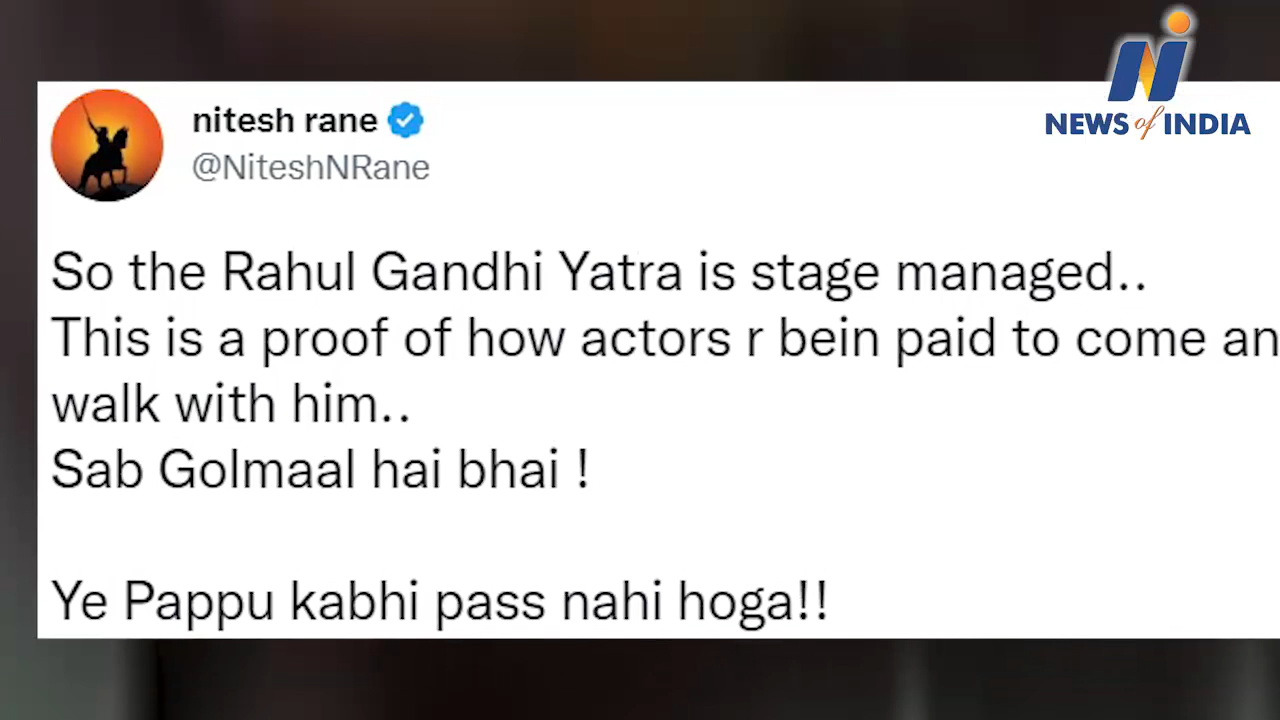 NEWS of INDIA
nitesh rane
@NiteshNRane
So the Rahul Gandhi Yatra is stage managed..
This is a proof of how actors r bein paid to come an
walk with him..
Sab Golmaal hai bhai !
Ye Pappu kabhi pass nahi hoga!!